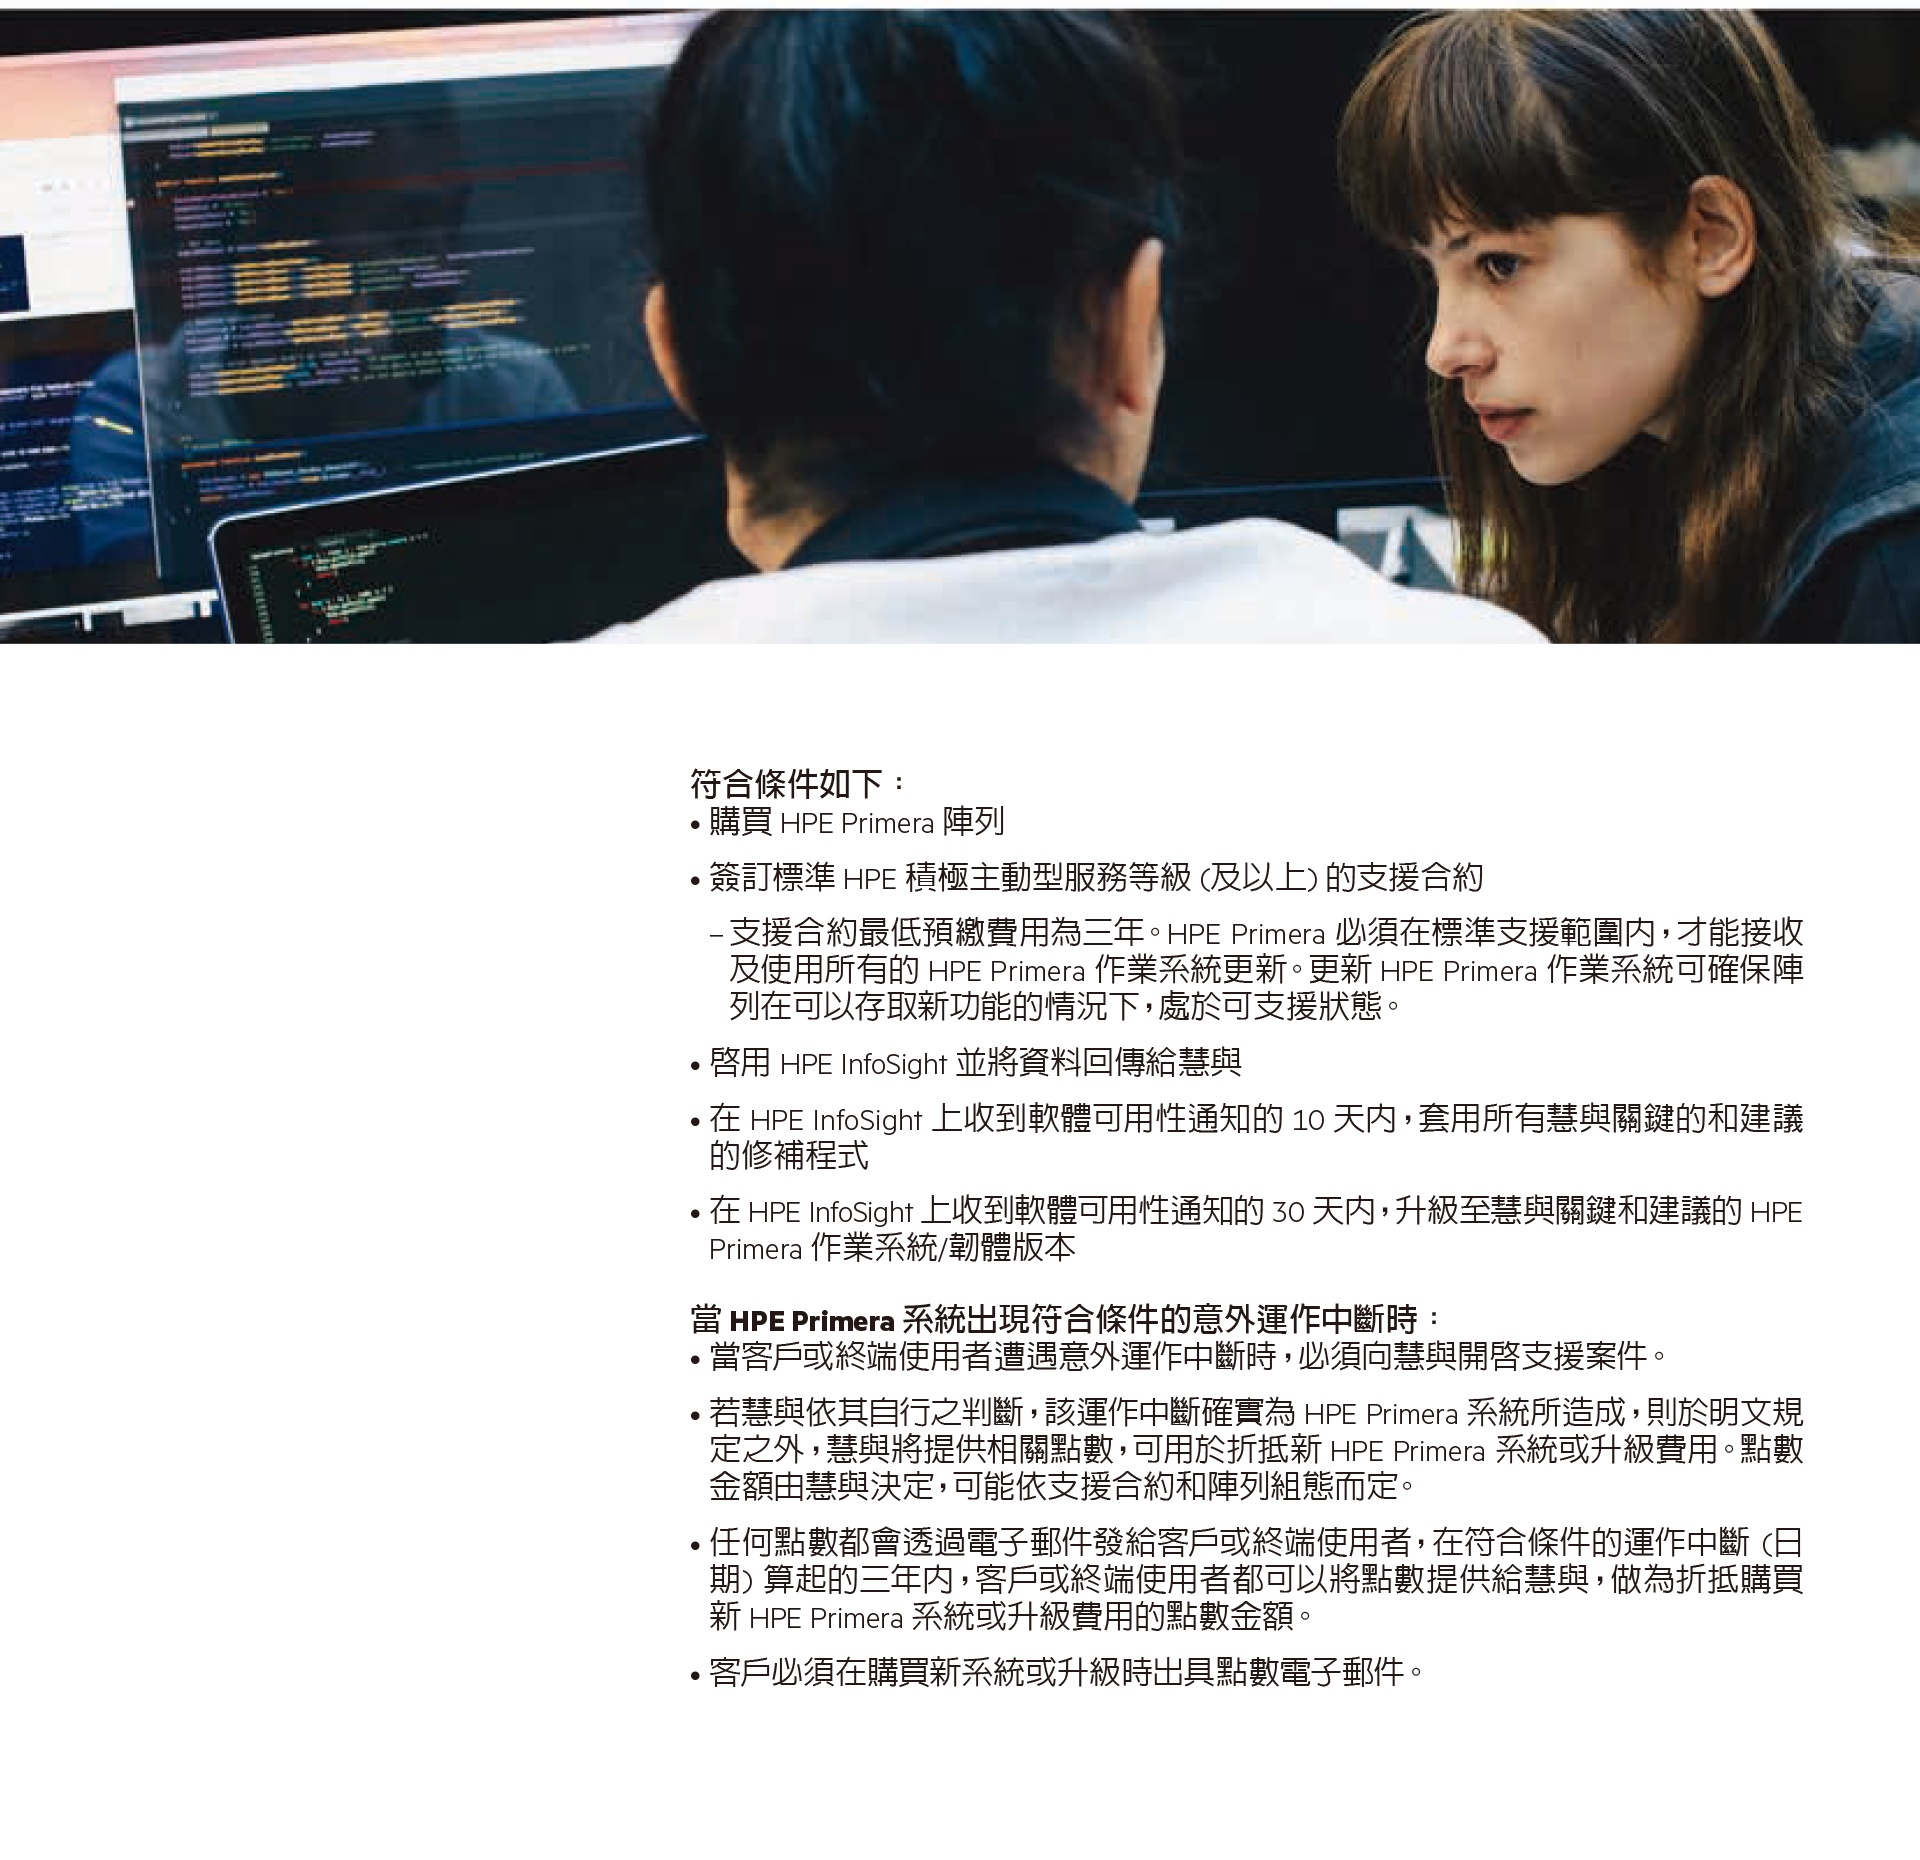 符合條件如下：
• 購買 HPE Primera 陣列
• 簽訂標準 HPE 積極主動型服務等級 (及以上) 的支援合約
– 支援合約最低預繳費用為三年。HPE Primera 必須在標準支援範圍內，才能接收
及使用所有的 HPE Primera 作業系統更新。更新 HPE Primera 作業系統可確保陣
列在可以存取新功能的情況下，處於可支援狀態。
• 啓用 HPE InfoSight 並將資料回傳給慧與
• 在 HPE InfoSight 上收到軟體可用性通知的 10 天內，套用所有慧與關鍵的和建議
的修補程式
• 在 HPE InfoSight 上收到軟體可用性通知的 30 天內，升級至慧與關鍵和建議的 HPE
Primera 作業系統/韌體版本
當 HPE Primera 系統出現符合條件的意外運作中斷時：
• 當客戶或終端使用者遭遇意外運作中斷時，必須向慧與開啓支援案件。
• 若慧與依其自行之判斷，該運作中斷確實為 HPE Primera 系統所造成，則於明文規
定之外，慧與將提供相關點數，可用於折抵新 HPE Primera 系統或升級費用。點數
金額由慧與決定，可能依支援合約和陣列組態而定。
• 任何點數都會透過電子郵件發給客戶或終端使用者，在符合條件的運作中斷 (日
期) 算起的三年內，客戶或終端使用者都可以將點數提供給慧與，做為折抵購買
新 HPE Primera 系統或升級費用的點數金額。
• 客戶必須在購買新系統或升級時出具點數電子郵件。